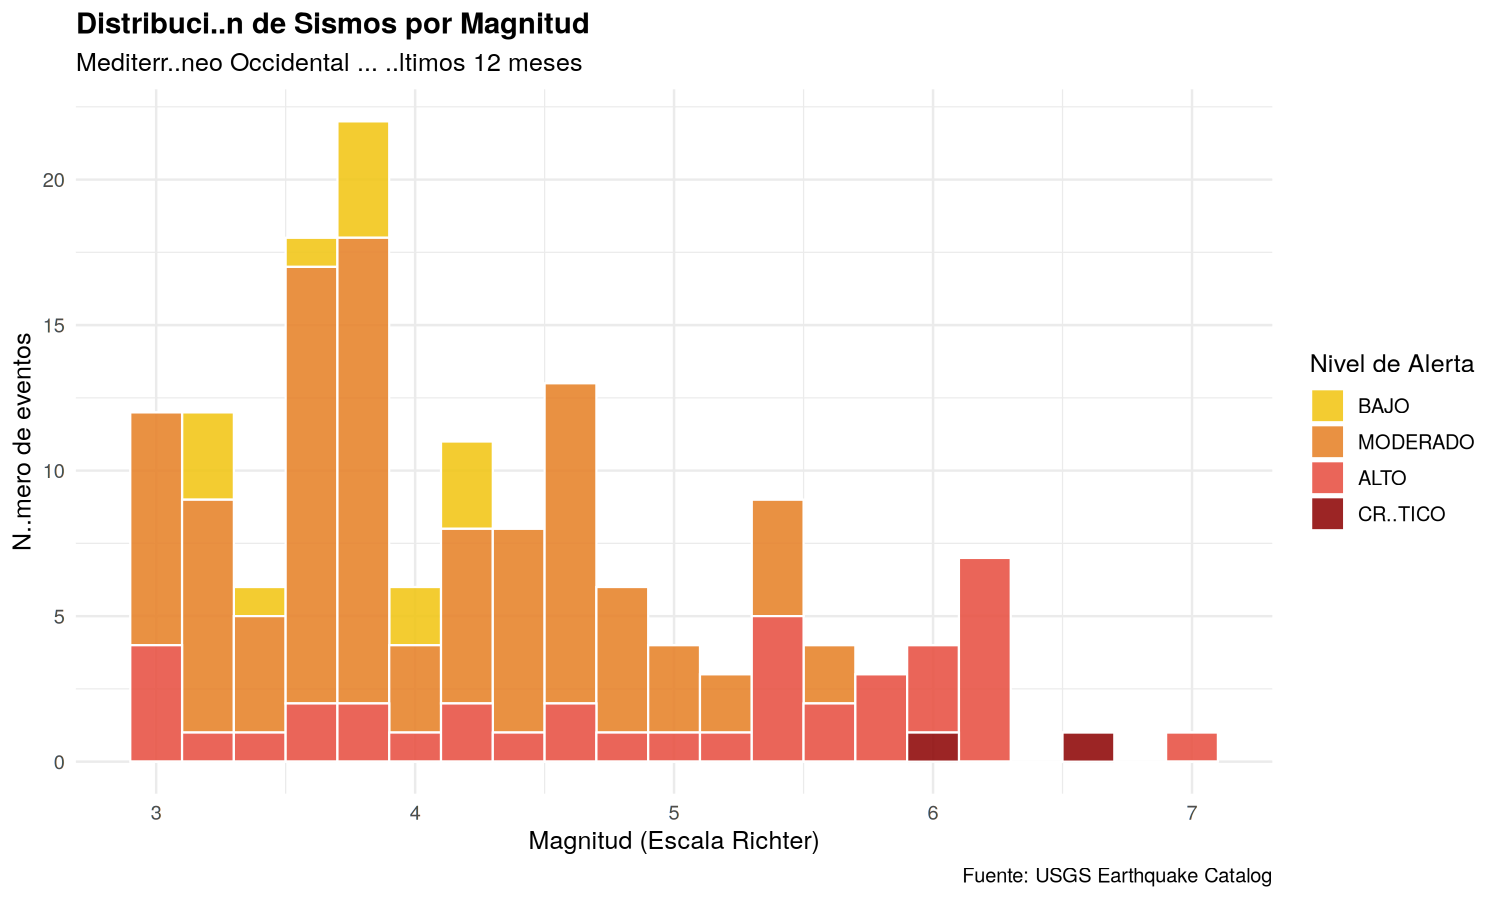 Distribuci..n de Sismos por Magnitud
Mediterr..neo Occidental ... ..ltimos 12 meses
N..mero de eventos
20
15
10
5
0
3 4 5 6 7
Magnitud (Escala Richter)
Nivel de Alerta
BAJO
MODERADO
ALTO
CR..TICO
Fuente: USGS Earthquake Catalog